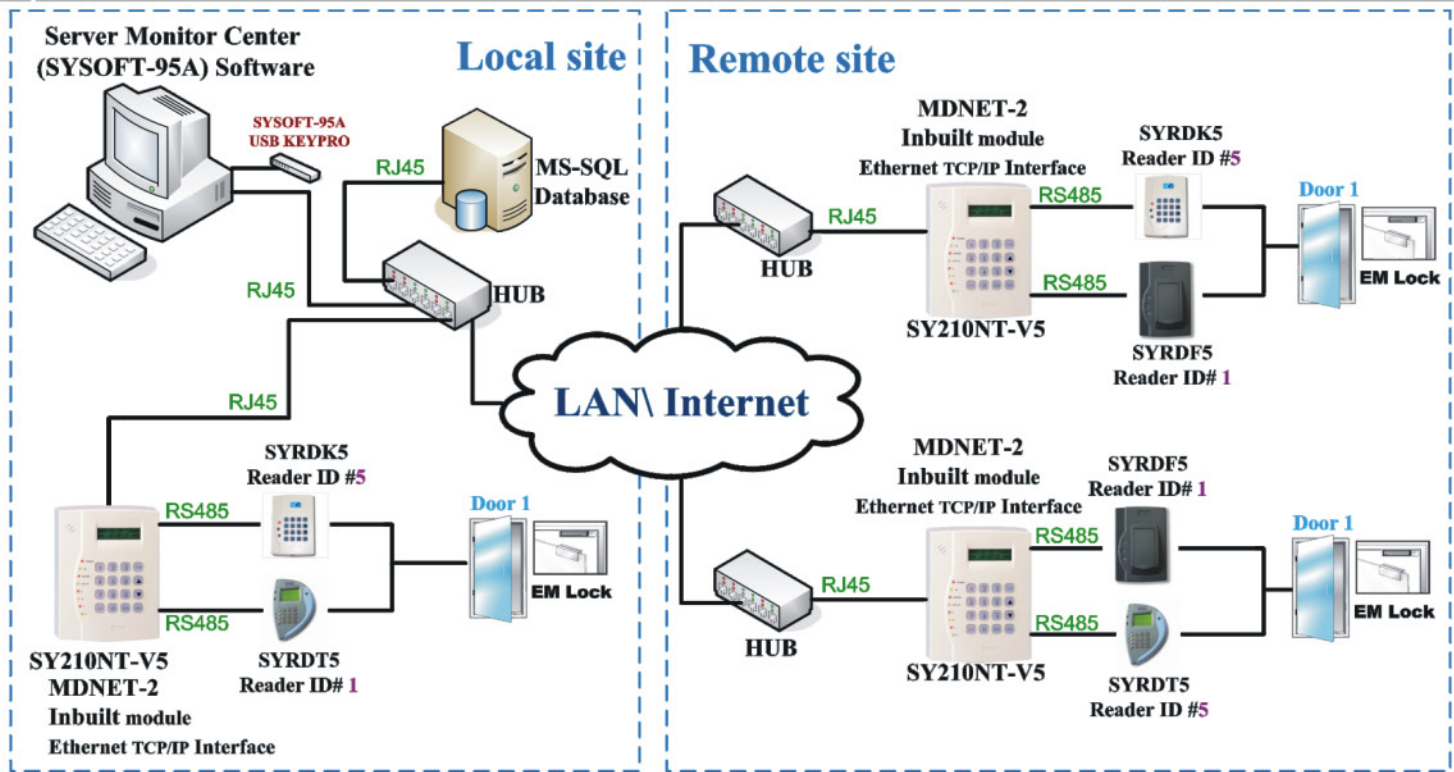 Server Monitor Center
(SYSOFT-95A) Software
SYSOFT-95A
USB KEYPRO
Local site
RJ45
MS-SQL
Database
RJ45
HUB
RJ45
SYRDK5
Reader ID #5
RS485
RS485
SYRDT5
Reader ID# 1
Door 1
EM Lock
SY210NT-V5
MDNET-2
Inbuilt module
Ethernet TCP/IP Interface
LAN\ Internet
Remote site
MDNET-2
Inbuilt module
Ethernet TCP/IP Interface
HUB
RJ45
SY210NT-V5
RS485
SYRDK5
Reader ID #5
RS485
SYRDF5
Reader ID# 1
Door 1
EM Lock
MDNET-2
Inbuilt module
Ethernet TCP/IP Interface
HUB
RJ45
SY210NT-V5
RS485
SYRDF5
Reader ID# 1
RS485
SYRDT5
Reader ID #5
Door 1
EM Lock